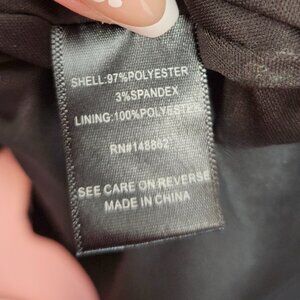 SHELL:97%POLYESTER
3%SPANDEX
LINING:100%POLYESTER
RN#148862
SEE CARE ON REVERSE
MADE IN CHINA